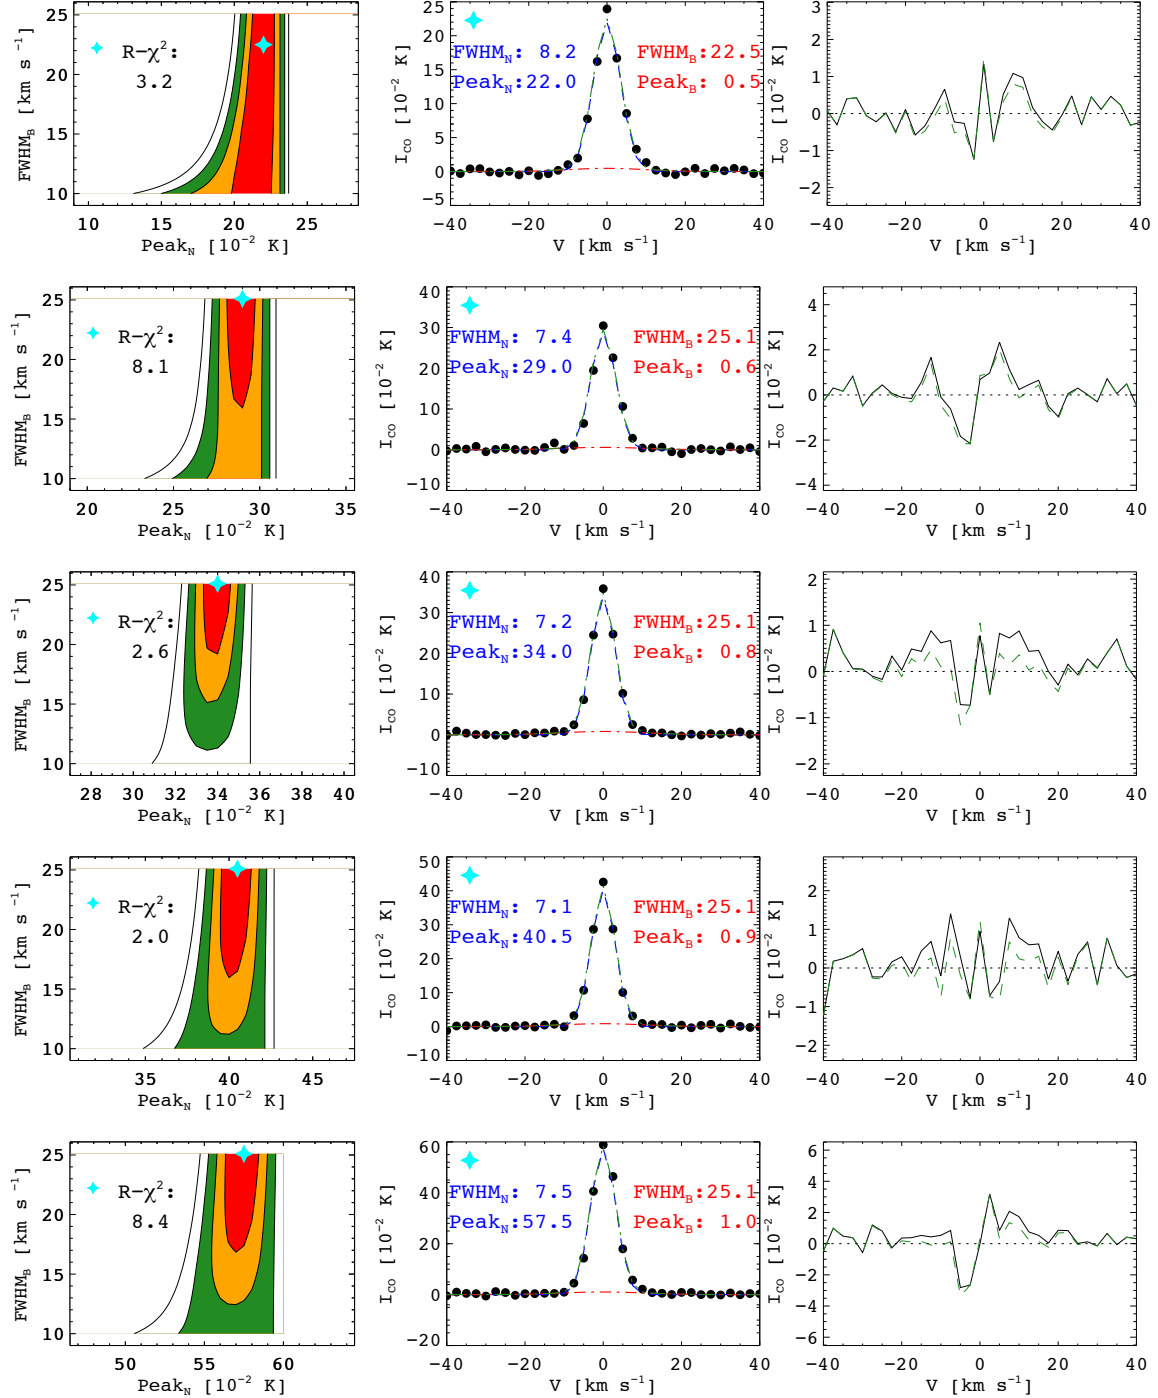 FWHM_B [km s⁻¹]
25
20
15
10
R−χ²:
3.2
10 15 20 25
Peak_N [10⁻² K]
I_CO [10⁻² K]
25
20
15
10
5
0
−5
FWHM_N: 8.2 FWHM_B:22.5
Peak_N:22.0 Peak_B: 0.5
−40 −20 0 20 40
V [km s⁻¹]
3
2
1
0
−1
−2
−40 −20 0 20 40
V [km s⁻¹]
FWHM_B [km s⁻¹]
25
20
15
10
R−χ²:
8.1
20 25 30 35
Peak_N [10⁻² K]
I_CO [10⁻² K]
40
30
20
10
0
−10
FWHM_N: 7.4 FWHM_B:25.1
Peak_N:29.0 Peak_B: 0.6
−40 −20 0 20 40
V [km s⁻¹]
I_CO [10⁻² K]
4
2
0
−2
−4
−40 −20 0 20 40
V [km s⁻¹]
FWHM_B [km s⁻¹]
25
20
15
10
R−χ²:
2.6
28 30 32 34 36 38 40
Peak_N [10⁻² K]
I_CO [10⁻² K]
40
30
20
10
0
−10
FWHM_N: 7.2 FWHM_B:25.1
Peak_N:34.0 Peak_B: 0.8
−40 −20 0 20 40
V [km s⁻¹]
I_CO [10⁻² K]
2
1
0
−1
−2
−40 −20 0 20 40
V [km s⁻¹]
FWHM_B [km s⁻¹]
25
20
15
10
R−χ²:
2.0
35 40 45
Peak_N [10⁻² K]
I_CO [10⁻² K]
50
40
30
20
10
0
−10
FWHM_N: 7.1 FWHM_B:25.1
Peak_N:40.5 Peak_B: 0.9
−40 −20 0 20 40
V [km s⁻¹]
I_CO [10⁻² K]
2
1
0
−1
−2
−40 −20 0 20 40
V [km s⁻¹]
FWHM_B [km s⁻¹]
25
20
15
10
R−χ²:
8.4
50 55 60
Peak_N [10⁻² K]
I_CO [10⁻² K]
60
40
20
0
−20
FWHM_N: 7.5 FWHM_B:25.1
Peak_N:57.5 Peak_B: 1.0
−40 −20 0 20 40
V [km s⁻¹]
I_CO [10⁻² K]
6
4
2
0
−2
−4
−6
−40 −20 0 20 40
V [km s⁻¹]